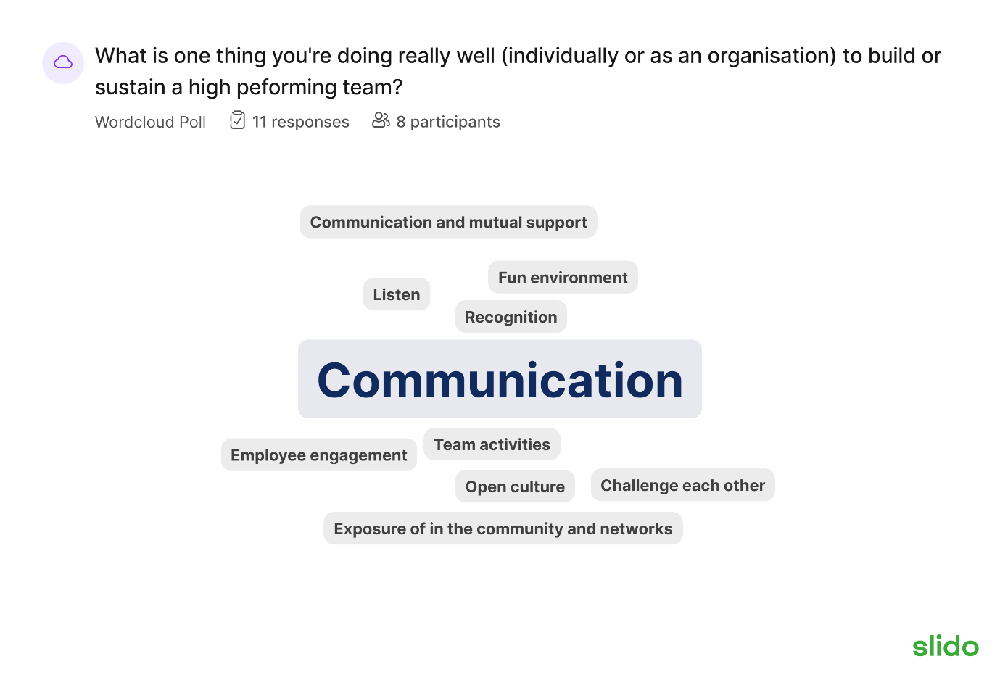 What is one thing you're doing really well (individually or as an organisation) to build or
sustain a high peforming team?
Wordcloud Poll 11 responses 8 participants
Communication and mutual support
Fun environment
Listen
Recognition
Communication
Team activities
Employee engagement
Open culture
Challenge each other
Exposure of in the community and networks
slido